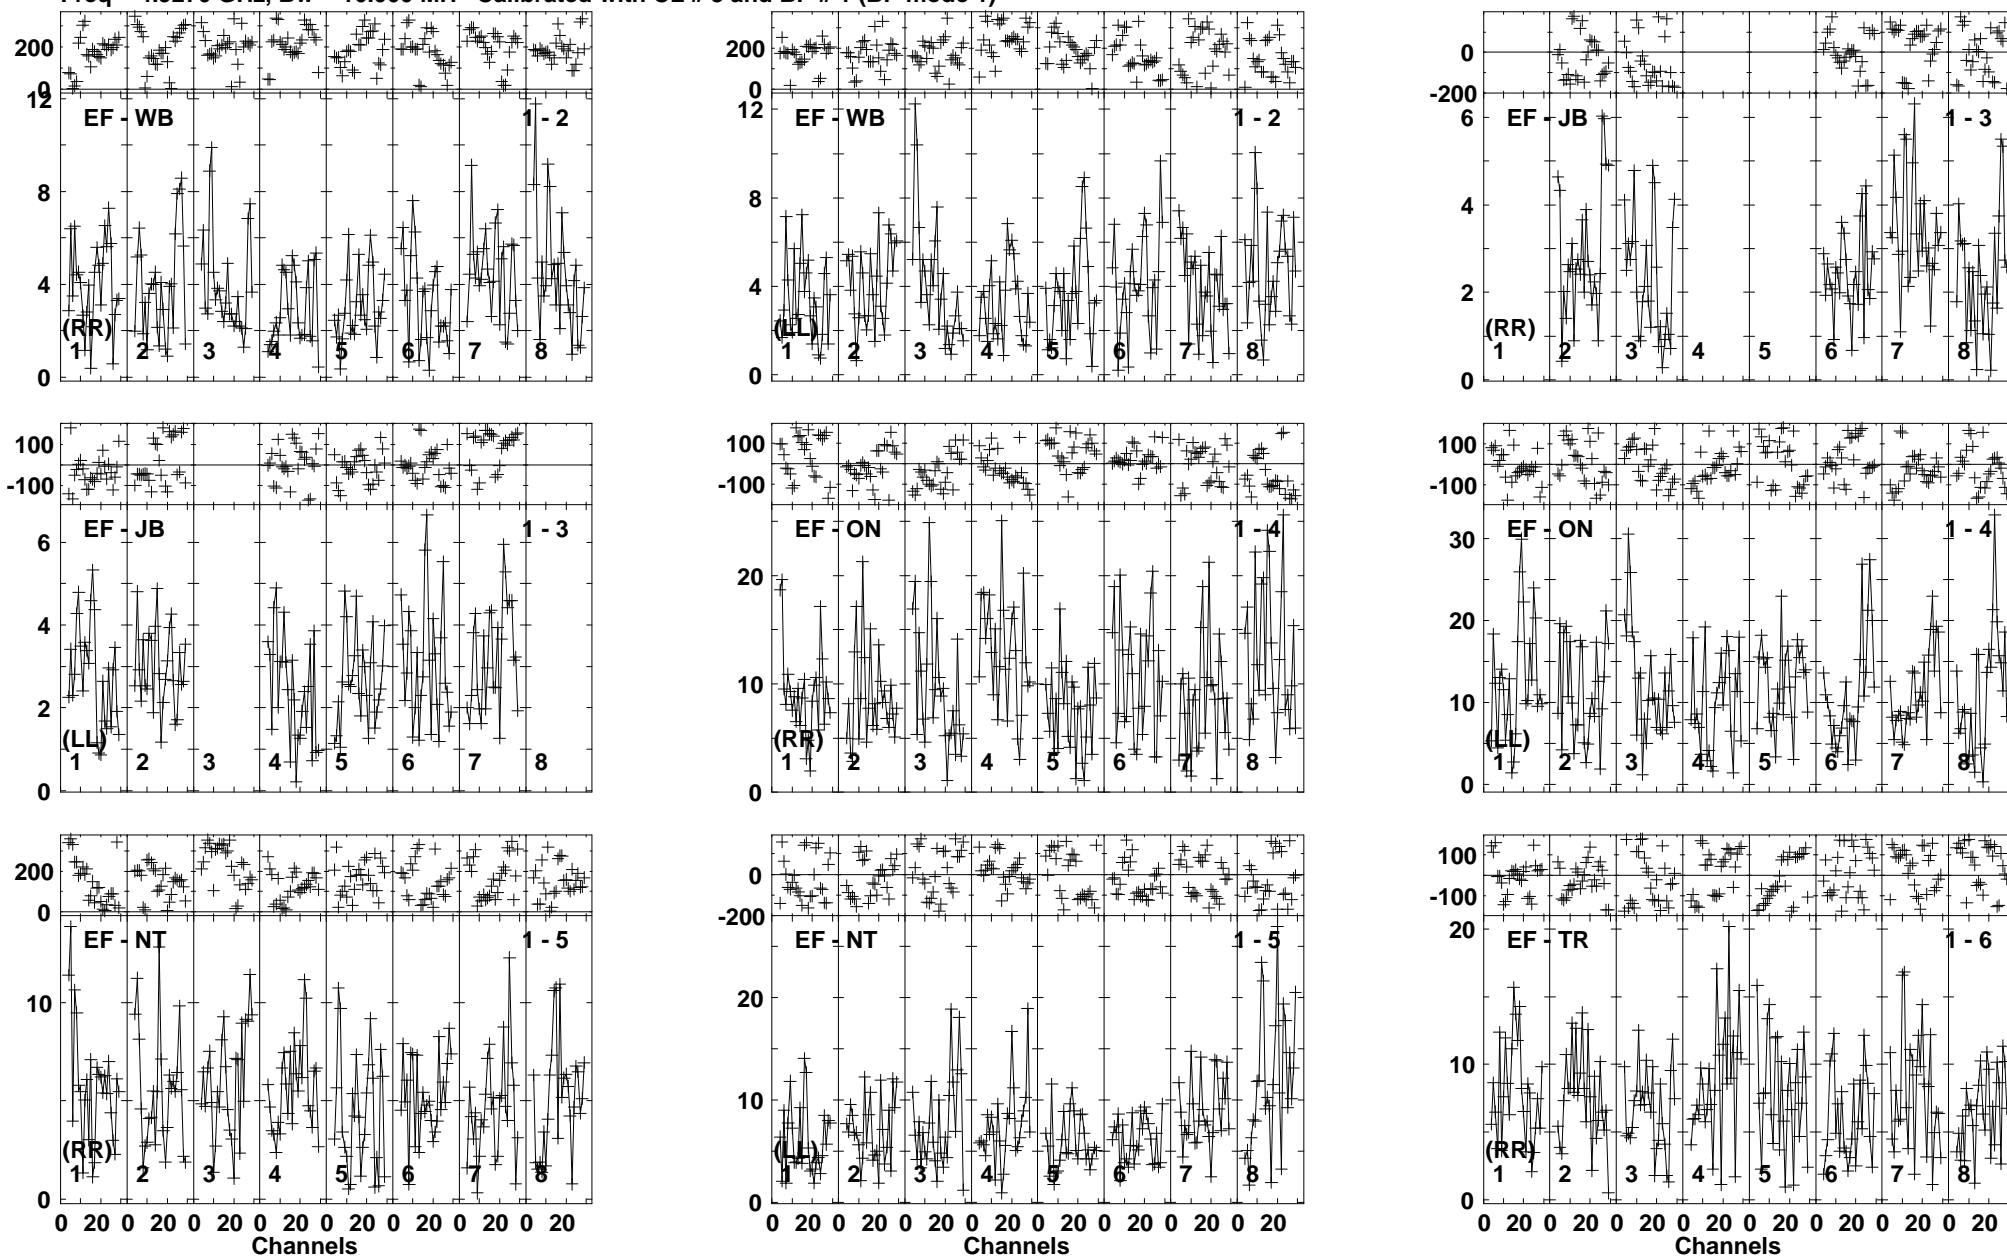 Calibrated with and
200 0 200 0 0 -200
12 8 4 0 EF - WB 1 - 2 (RR) 1 2 3 4 5 6 7 8
12 8 4 0 EF - WB 1 - 2 (LL) 1 2 3 4 5 6 7 8
6 4 2 0 EF - JB 1 - 3 (RR) 1 2 3 4 5 6 7 8
100 -100 100 -100 100 -100
6 4 2 0 EF - JB 1 - 3 (LL) 1 2 3 4 5 6 7 8
20 10 0 EF - ON 1 - 4 (RR) 1 2 3 4 5 6 7 8
30 20 10 0 EF - ON 1 - 4 (LL) 1 2 3 4 5 6 7 8
200 0 0 -200 100 -100
10 0 EF - NT 1 - 5 (RR) 1 2 3 4 5 6 7 8
20 10 0 EF - NT 1 - 5 (LL) 1 2 3 4 5 6 7 8
20 10 0 EF - TR 1 - 6 (RR) 1 2 3 4 5 6 7 8
0 20 0 20 0 20 0 20 0 20 0 20 0 20 0 20
0 20 0 20 0 20 0 20 0 20 0 20 0 20 0 20
0 20 0 20 0 20 0 20 0 20 0 20 0 20 0 20
Channels
Channels
Channels